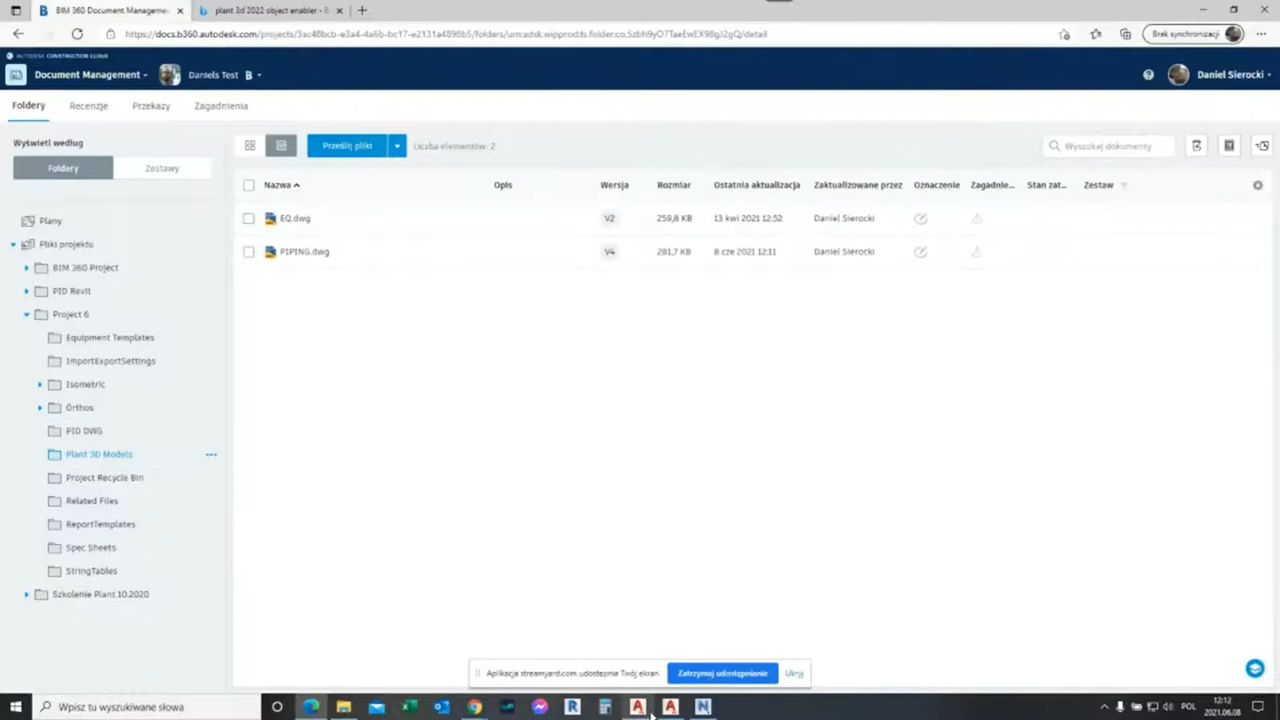 BIM 360 Document Manageme
plant 3d 2022 object enabler - B
https://docs.b360.autodesk.com/projects/3ac48bcb-e3a4-4a6b-bc17-e2131a4898b5/folders/urn:adsk.wipprod:fs.folder:co.5zbh9yO7TaeEwEX98gJ2gQ/detail
Brak synchronizacji
AUTODESK CONSTRUCTION CLOUD
Document Management
Daniels Test B
Daniel Sierocki
Foldery Recenzje Przekazy Zagadnienia
Wyświetl według
Foldery Zestawy
Prześlij pliki
Liczba elementów: 2
Wyszukaj dokumenty
Nazwa Opis Wersja Rozmiar Ostatnia aktualizacja Zaktualizowane przez Oznaczenie Zagadnie... Stan zat... Zestaw
EQ.dwg V2 259,8 KB 13 kwi 2021 12:52 Daniel Sierocki
PIPING.dwg V4 281,7 KB 8 cze 2021 12:11 Daniel Sierocki
Plany
Pliki projektu
BIM 360 Project
PID Revit
Project 6
Equipment Templates
ImportExportSettings
Isometric
Orthos
PID DWG
Plant 3D Models
Project Recycle Bin
Related Files
ReportTemplates
Spec Sheets
StringTables
Szkolenie Plant 10.2020
Aplikacja streamyard.com udostępnia Twój ekran.
Zatrzymaj udostępnianie
Ukryj
Wpisz tu wyszukiwane słowa
POL
12:12
2021.06.08